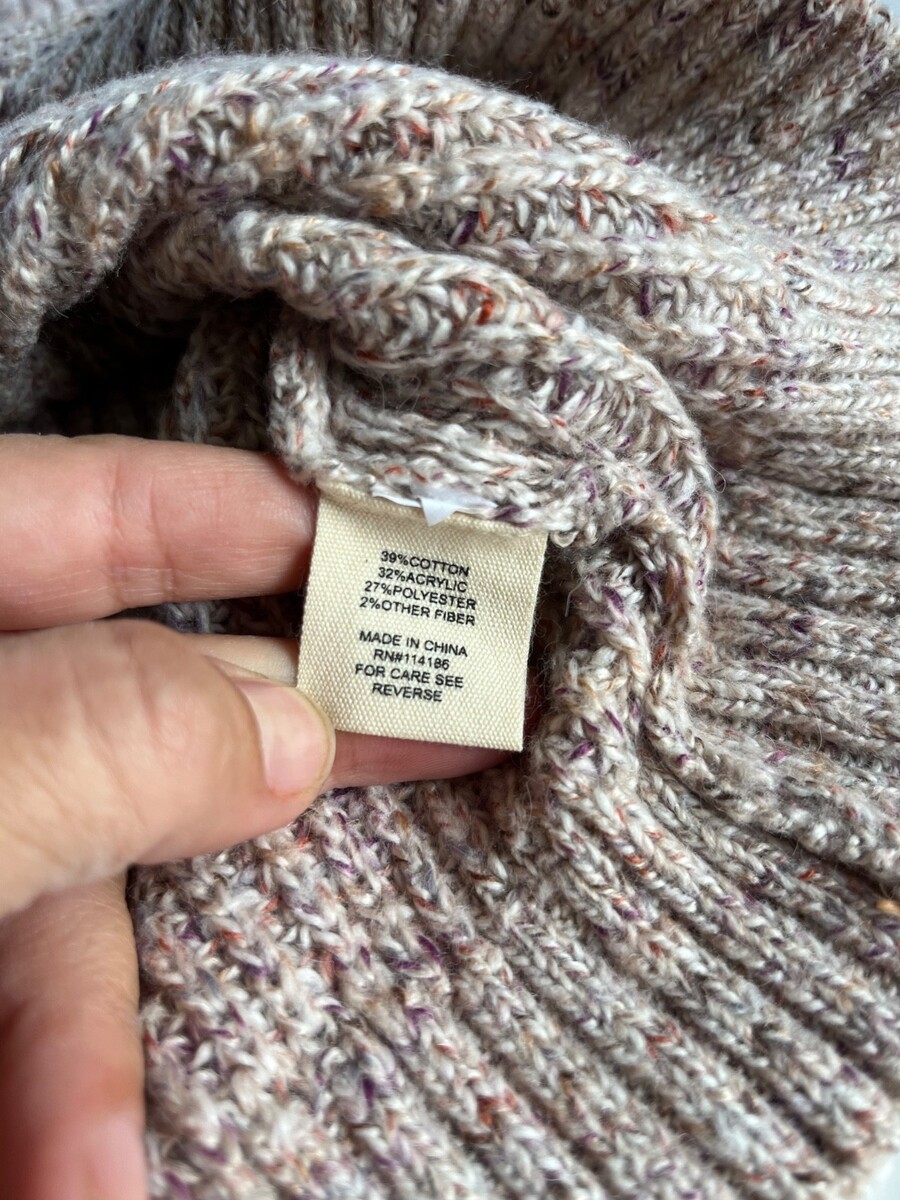 39%COTTON
32%ACRYLIC
27%POLYESTER
2%OTHER FIBER
MADE IN CHINA
RN#114186
FOR CARE SEE
REVERSE